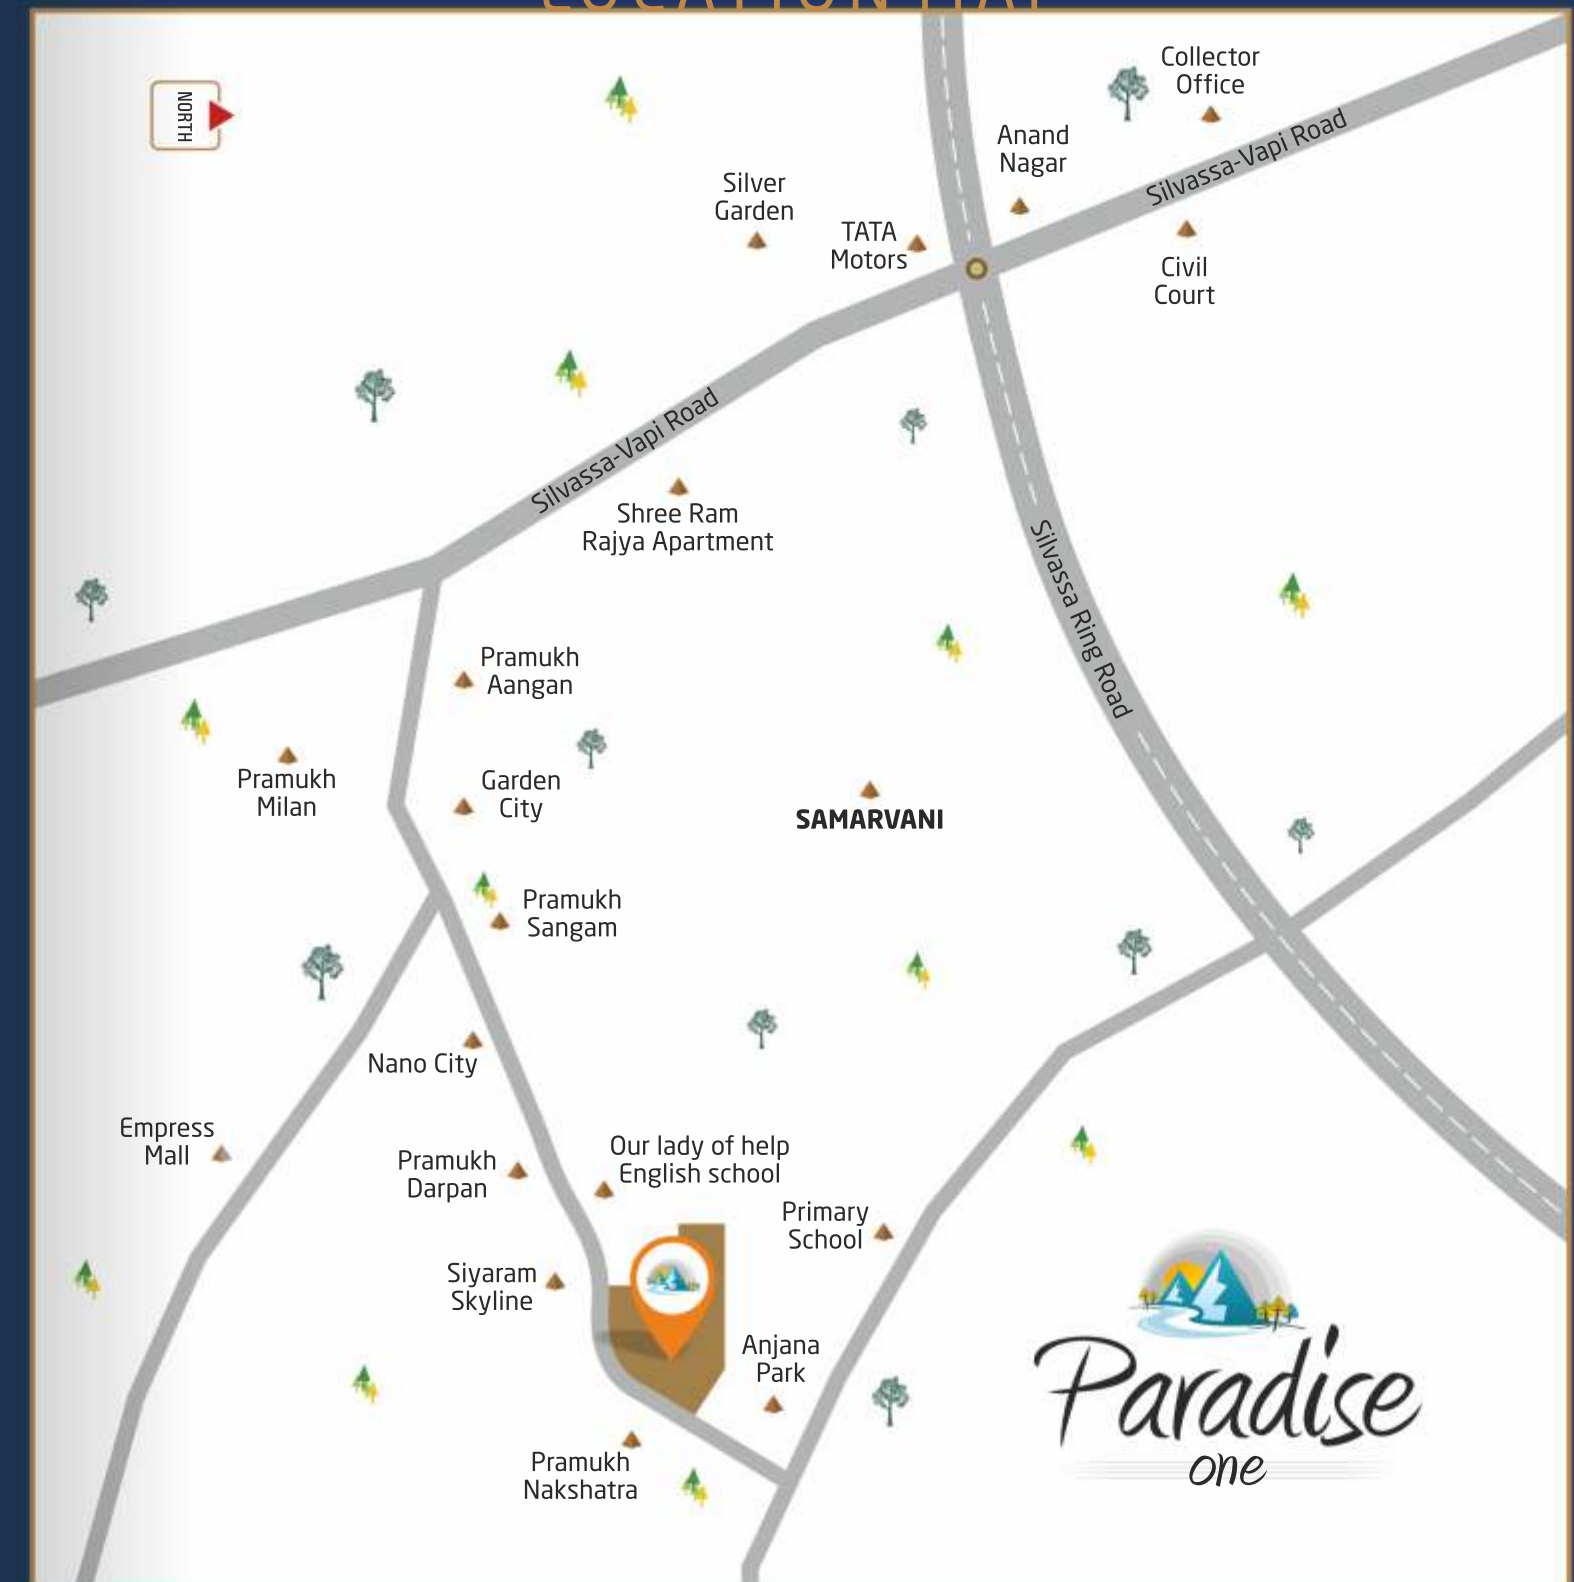 LOCATION MAP
NORTH
Collector
Office
Anand
Nagar
Silvassa-Vapi Road
Silver
Garden
TATA
Motors
Civil
Court
Silvassa-Vapi Road
Shree Ram
Rajya Apartment
Silvassa Ring Road
Pramukh
Aangan
Pramukh
Milan
Garden
City
SAMARVANI
Pramukh
Sangam
Nano City
Empress
Mall
Pramukh
Darpan
Our lady of help
English school
Primary
School
Siyaram
Skyline
Anjana
Park
Pramukh
Nakshatra
Paradise
one